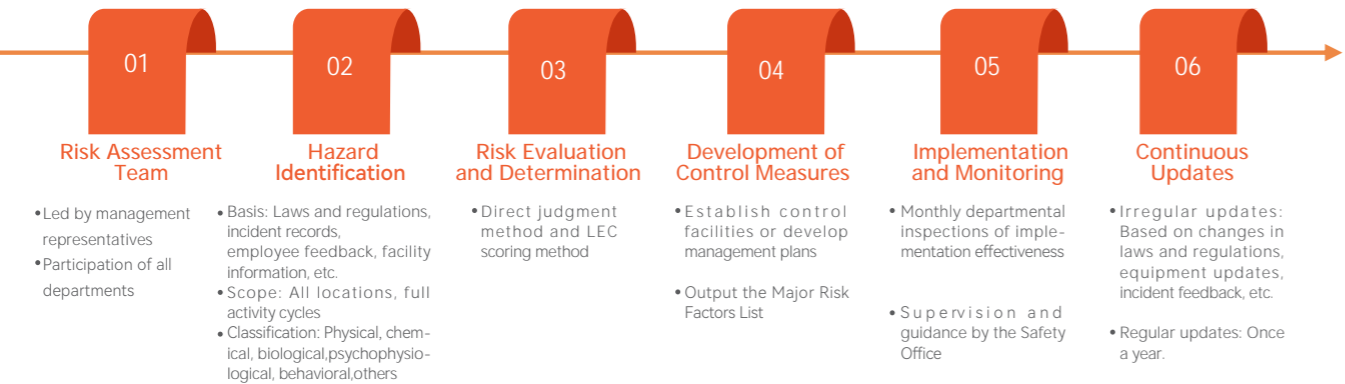 01
Risk Assessment
Team
•Led by management
representatives
•Participation of all
departments
02
Hazard
Identification
• Basis: Laws and regulations,
incident records,
employee feedback, facility
information, etc.
• Scope: All locations, full
activity cycles
• Classification: Physical, chem-
ical, biological,psychophysio-
logical, behavioral,others
03
Risk Evaluation
and Determination
• Direct judgment
method and LEC
scoring method
04
Development of
Control Measures
• Establish control
facilities or develop
management plans
• Output the Major Risk
Factors List
05
Implementation
and Monitoring
• Monthly departmental
inspections of imple-
mentation effectiveness
• Supervision and
guidance by the Safety
Office
06
Continuous
Updates
• Irregular updates:
Based on changes in
laws and regulations,
equipment updates,
incident feedback, etc.
• Regular updates: Once
a year.